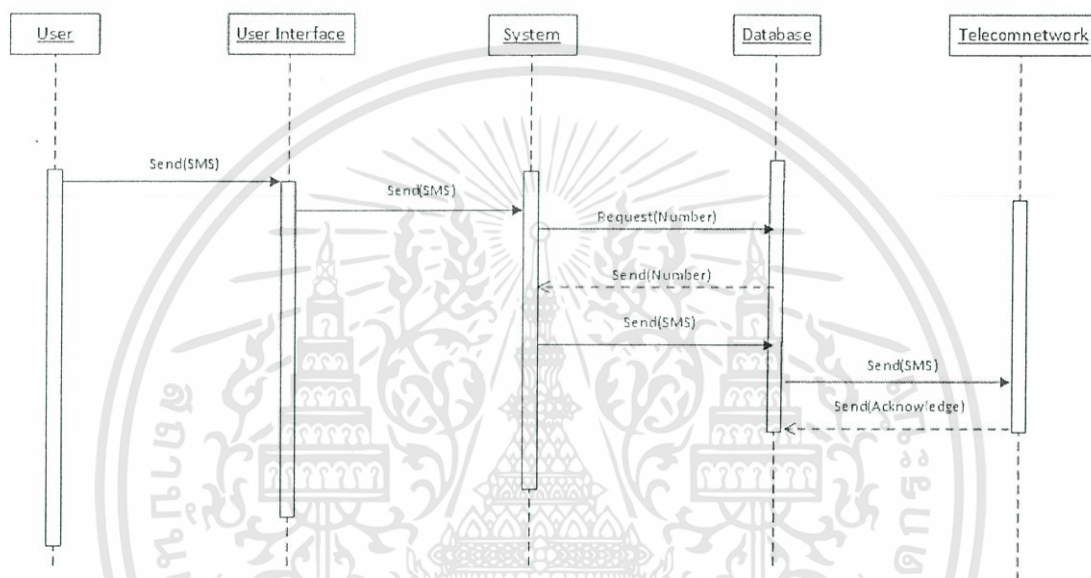 User
User Interface
System
Database
Telecomnetwork
Send(SMS)
Send(SMS)
Request(Number)
Send(Number)
Send(SMS)
Send(SMS)
Send(Acknowledge)